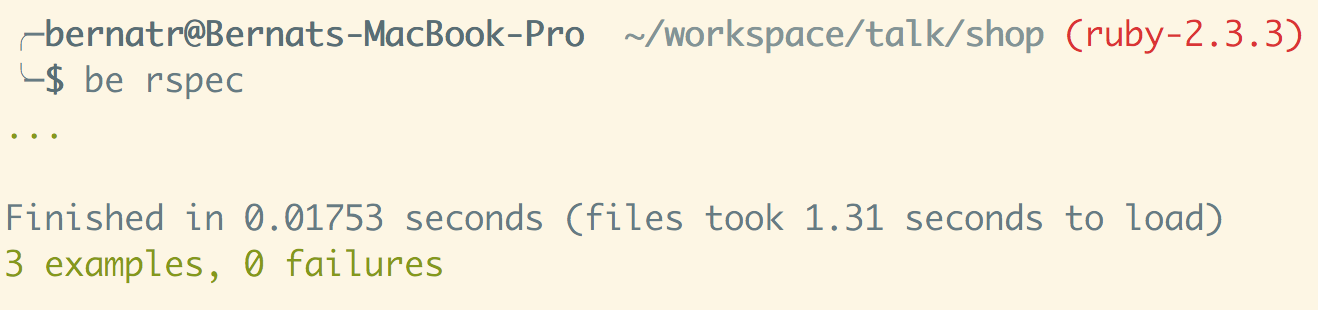 ╭─bernatr@Bernats-MacBook-Pro  ~/workspace/talk/shop (ruby-2.3.3)
╰─$ be rspec
...
Finished in 0.01753 seconds (files took 1.31 seconds to load)
3 examples, 0 failures